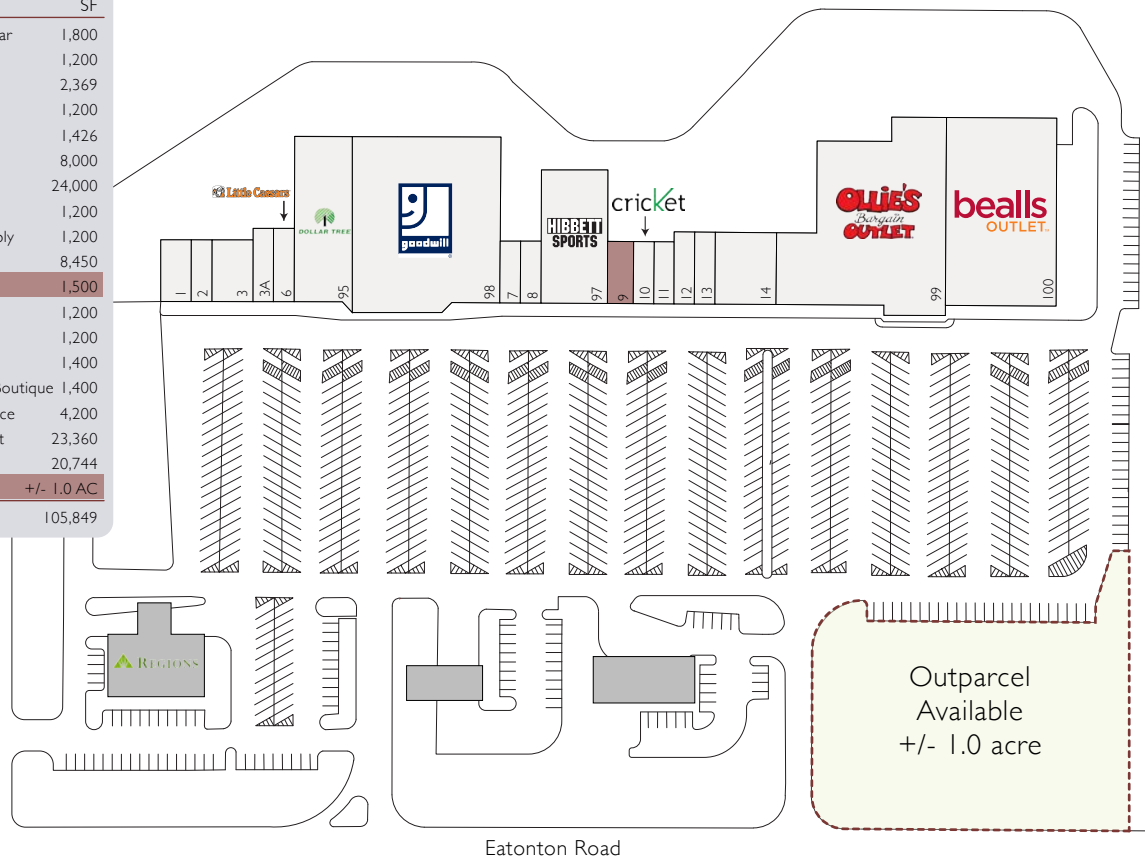 SF
ar 1,800
1,200
2,369
1,200
1,426
8,000
24,000
1,200
ply 1,200
8,450
1,500
1,200
1,200
1,400
Boutique 1,400
ce 4,200
t 23,360
20,744
+/- 1.0 AC
105,849
Little Caesars
DOLLAR TREE
goodwill
HIBBETT
SPORTS
cricket
OLLIE'S
Bargain
OUTLET
bealls
OUTLET
1
2
3
3A
6
95
98
7
8
97
9
10
11
12
13
14
99
100
REGIONS
Outparcel
Available
+/- 1.0 acre
Eatonton Road